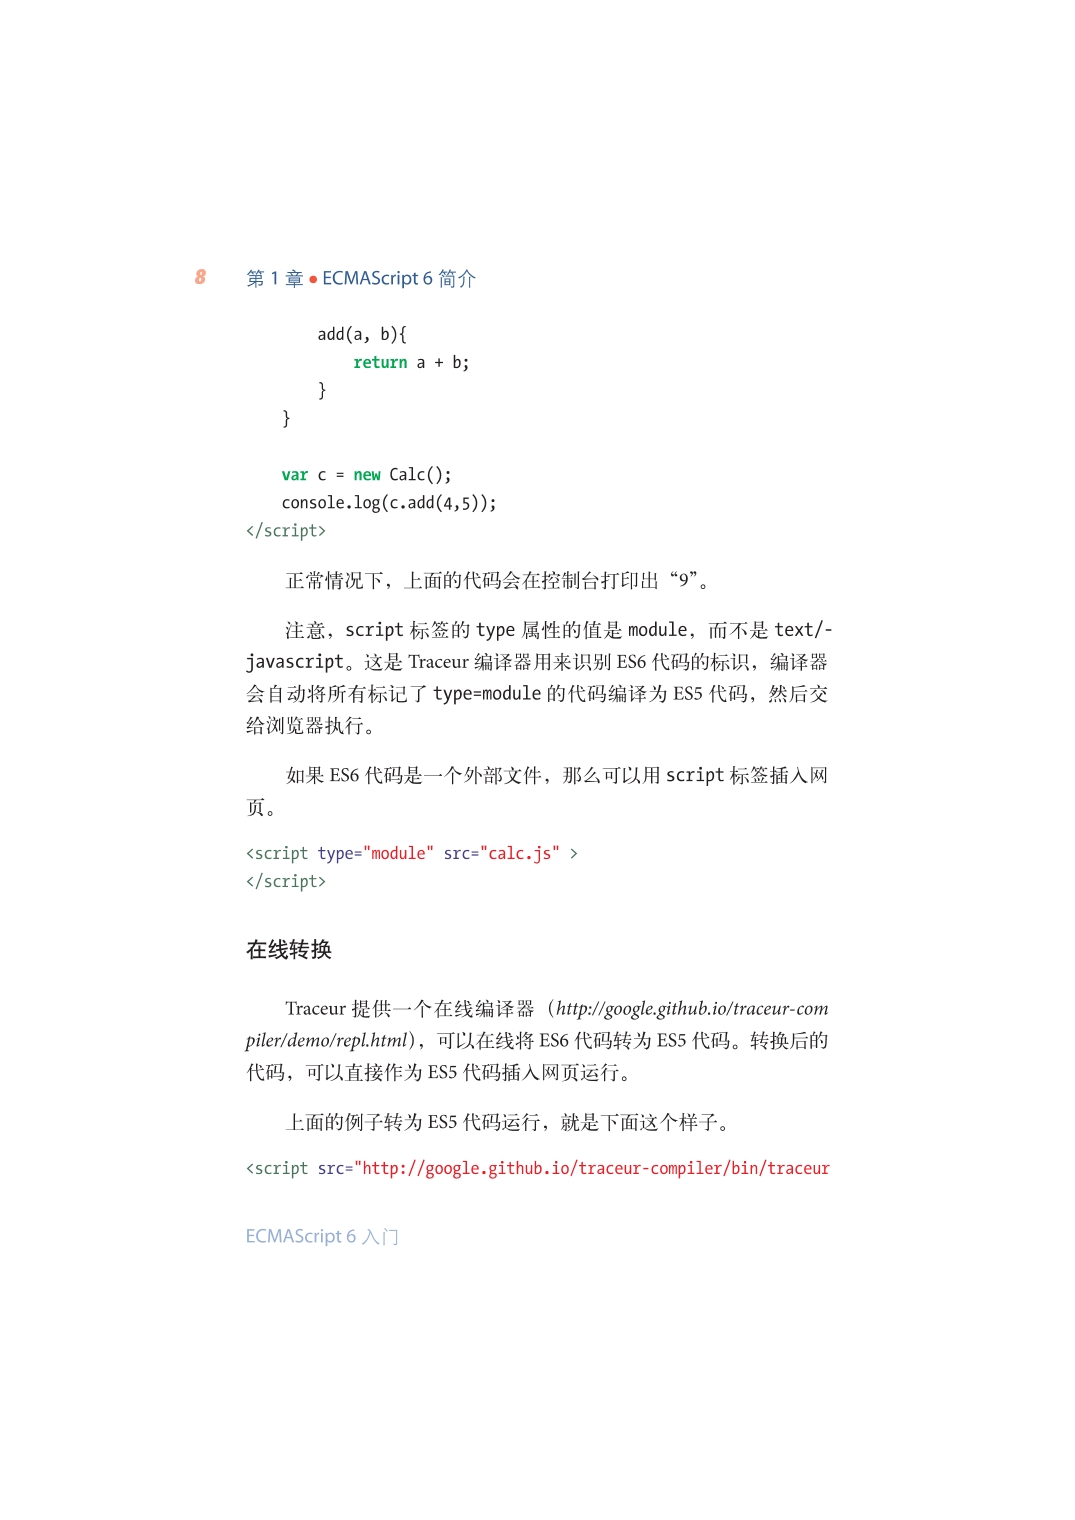 8 第 1 章 • ECMAScript 6 简介
add(a, b){
return a + b;
}
}
var c = new Calc();
console.log(c.add(4,5));
</script>
正常情况下，上面的代码会在控制台打印出“9”。
注意，script 标签的 type 属性的值是 module，而不是 text/-
javascript。这是 Traceur 编译器用来识别 ES6 代码的标识，编译器
会自动将所有标记了 type=module 的代码编译为 ES5 代码，然后交
给浏览器执行。
如果 ES6 代码是一个外部文件，那么可以用 script 标签插入网
页。
<script type="module" src="calc.js" >
</script>
在线转换
Traceur 提供一个在线编译器（http://google.github.io/traceur-com
piler/demo/repl.html），可以在线将 ES6 代码转为 ES5 代码。转换后的
代码，可以直接作为 ES5 代码插入网页运行。
上面的例子转为 ES5 代码运行，就是下面这个样子。
<script src="http://google.github.io/traceur-compiler/bin/traceur
ECMAScript 6 入门